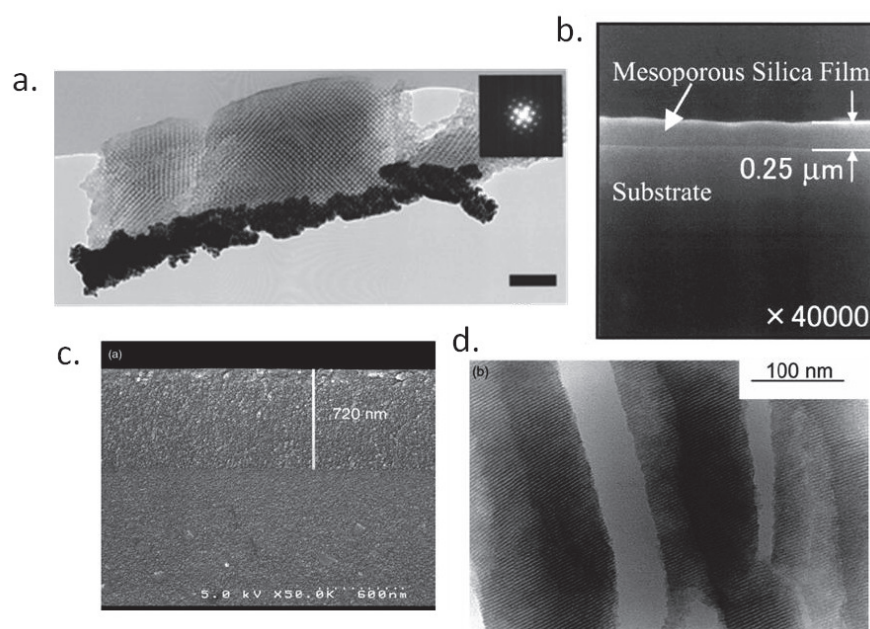 a.
b.
Mesoporous Silica Film
0.25 μm
Substrate
× 40000
c.
(a)
720 nm
5.0 kV X50.0K 600nm
d.
(b)
100 nm